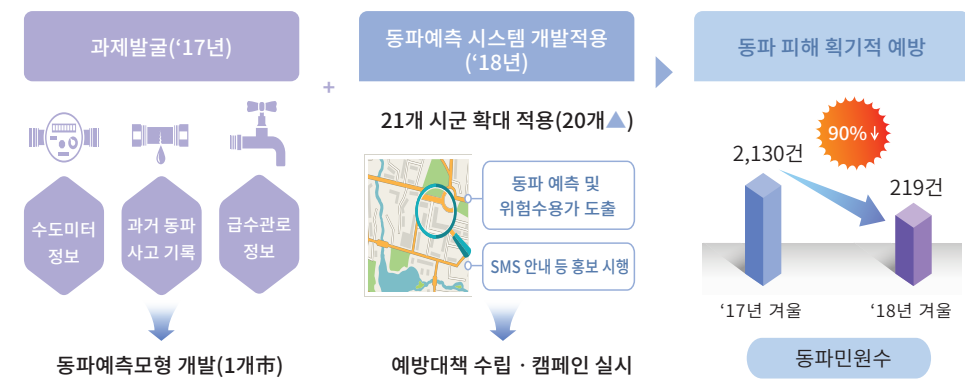 과제발굴(‘17년)
+
동파예측 시스템 개발적용
(‘18년)
동파 피해 획기적 예방
수도미터
정보
과거 동파
사고 기록
급수관로
정보
동파예측모형 개발(1개市)
21개 시군 확대 적용(20개▲)
동파 예측 및
위험수용가 도출
SMS 안내 등 홍보 시행
예방대책 수립 · 캠페인 실시
90%↓
2,130건
219건
‘17년 겨울
‘18년 겨울
동파민원수